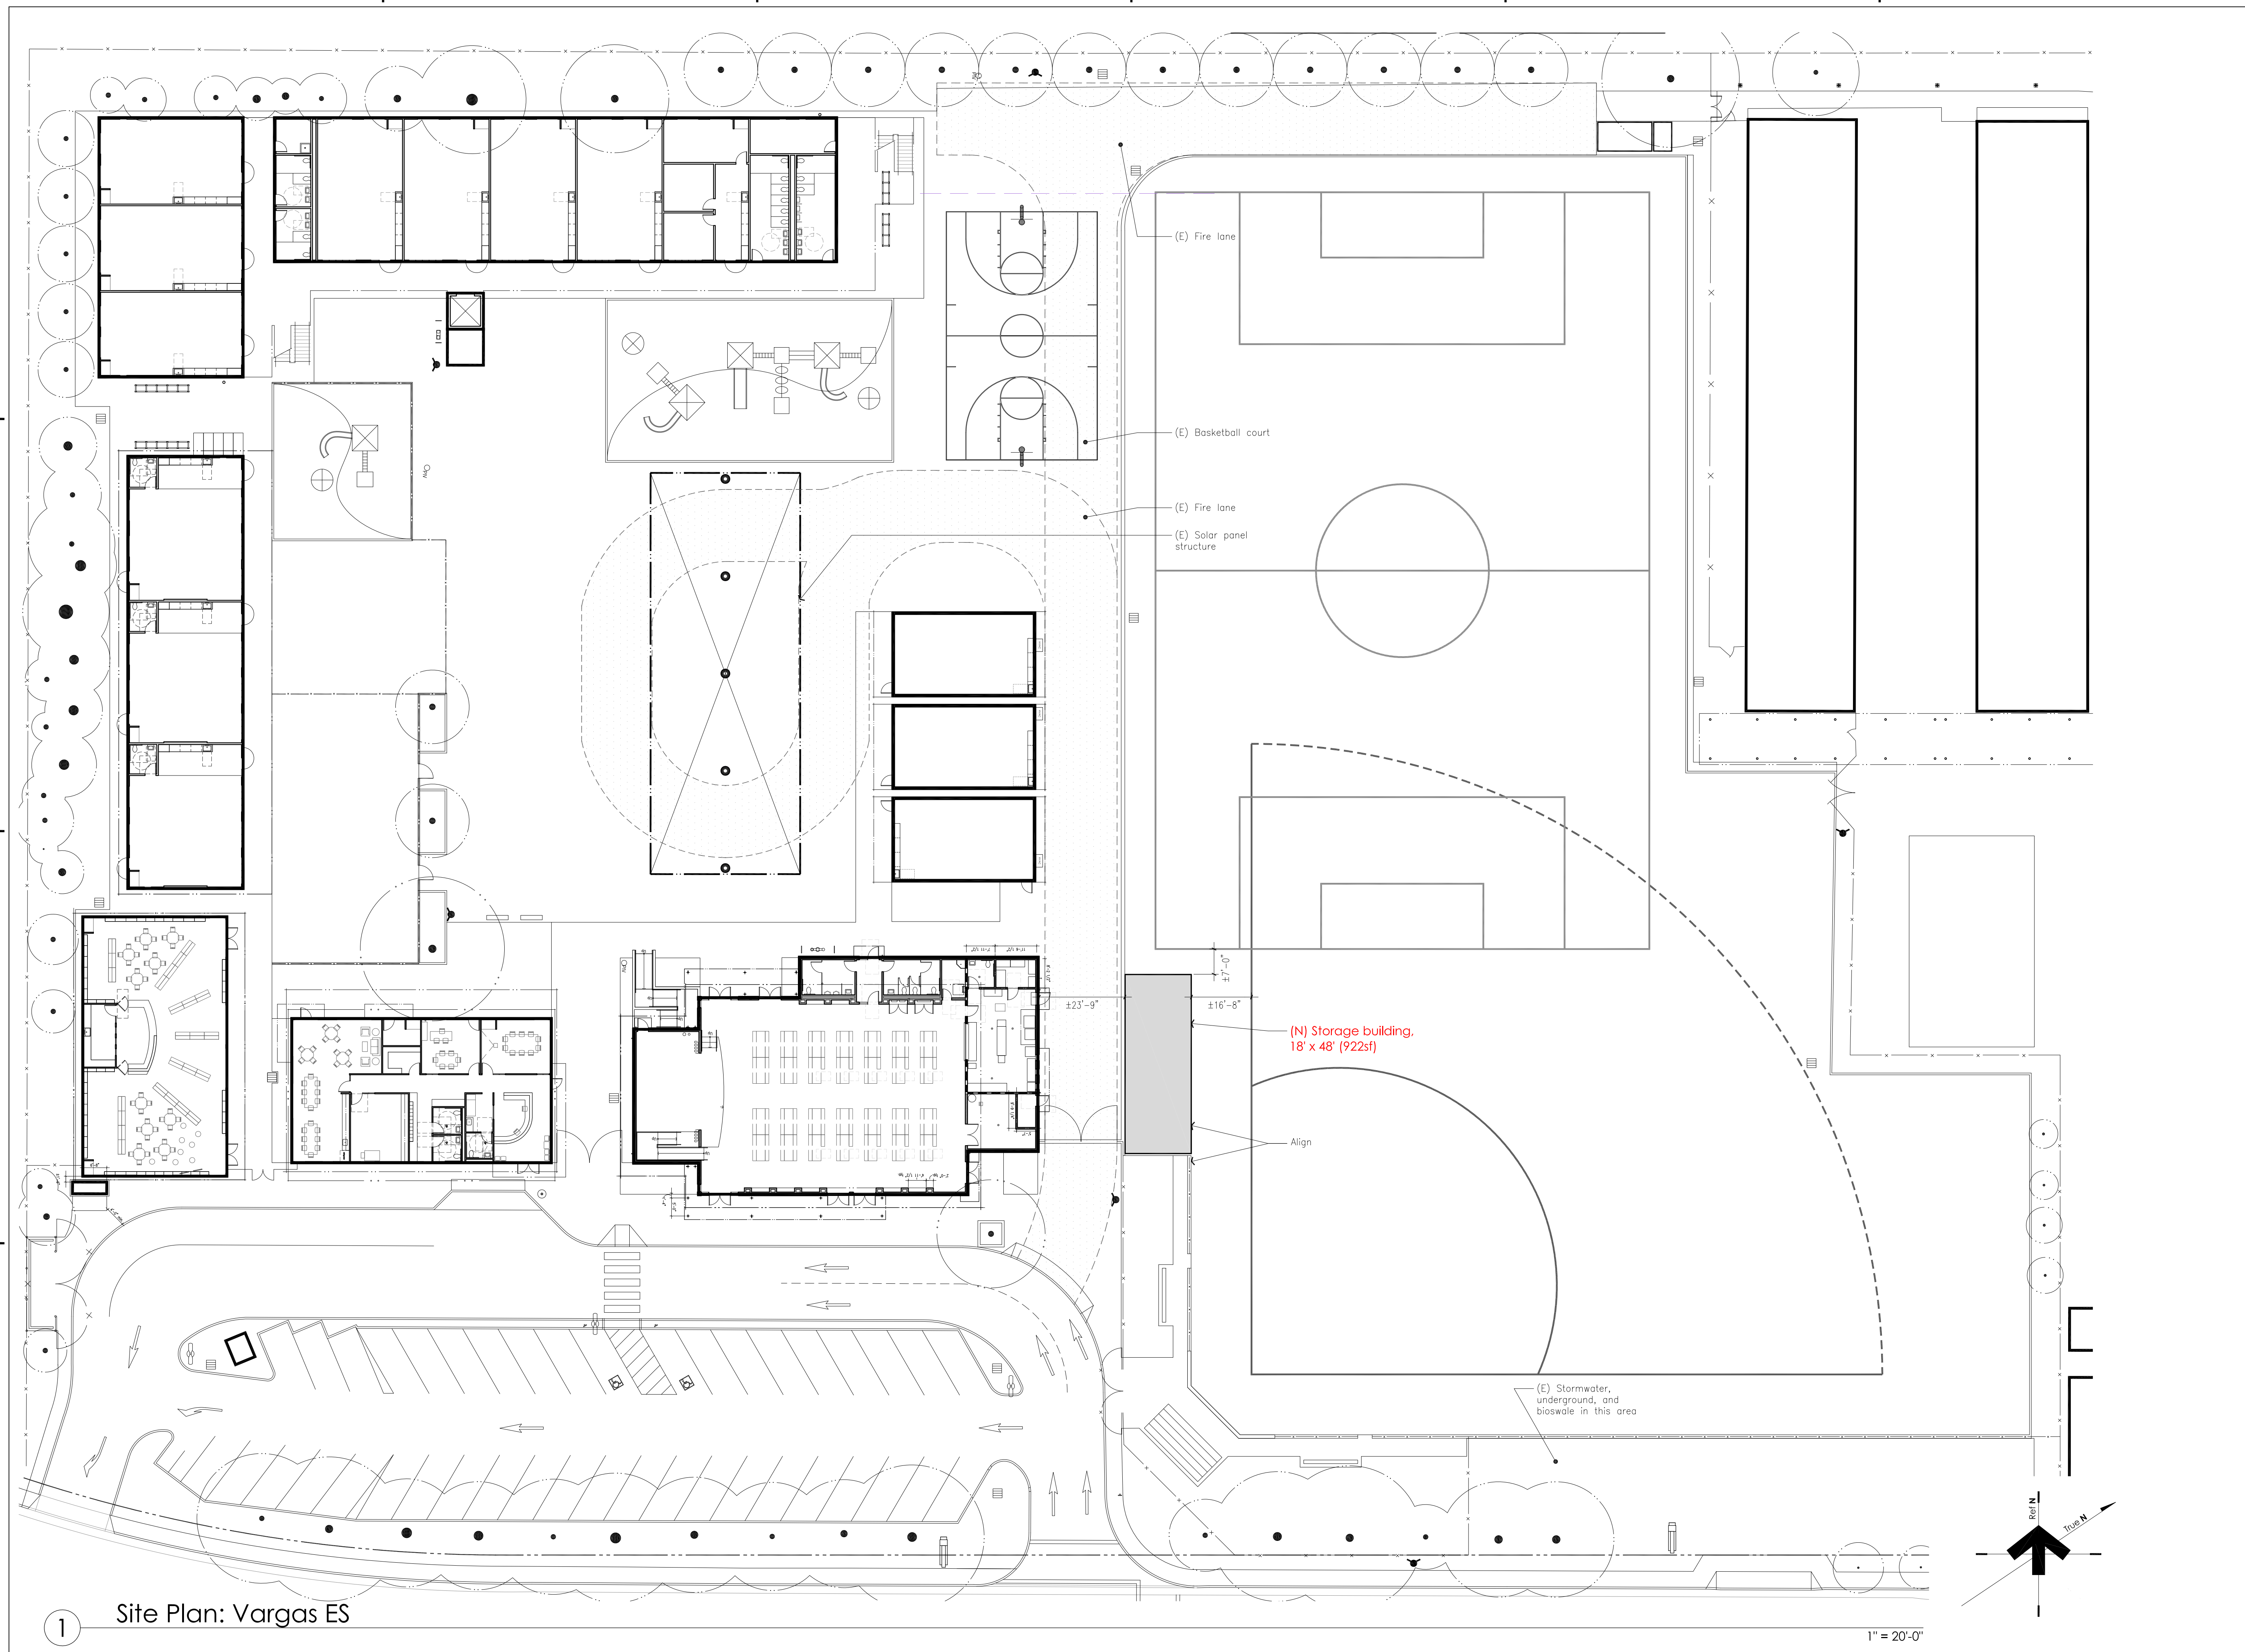 (E) Fire lane
(E) Basketball court
(E) Fire lane
(E) Solar panel
structure
±7'-0"
±23'-9"
±16'-8"
(N) Storage building,
18' x 48' (922sf)
Align
(E) Stormwater,
underground, and
bioswale in this area
Ref N
True N
1
Site Plan: Vargas ES
1" = 20'-0"